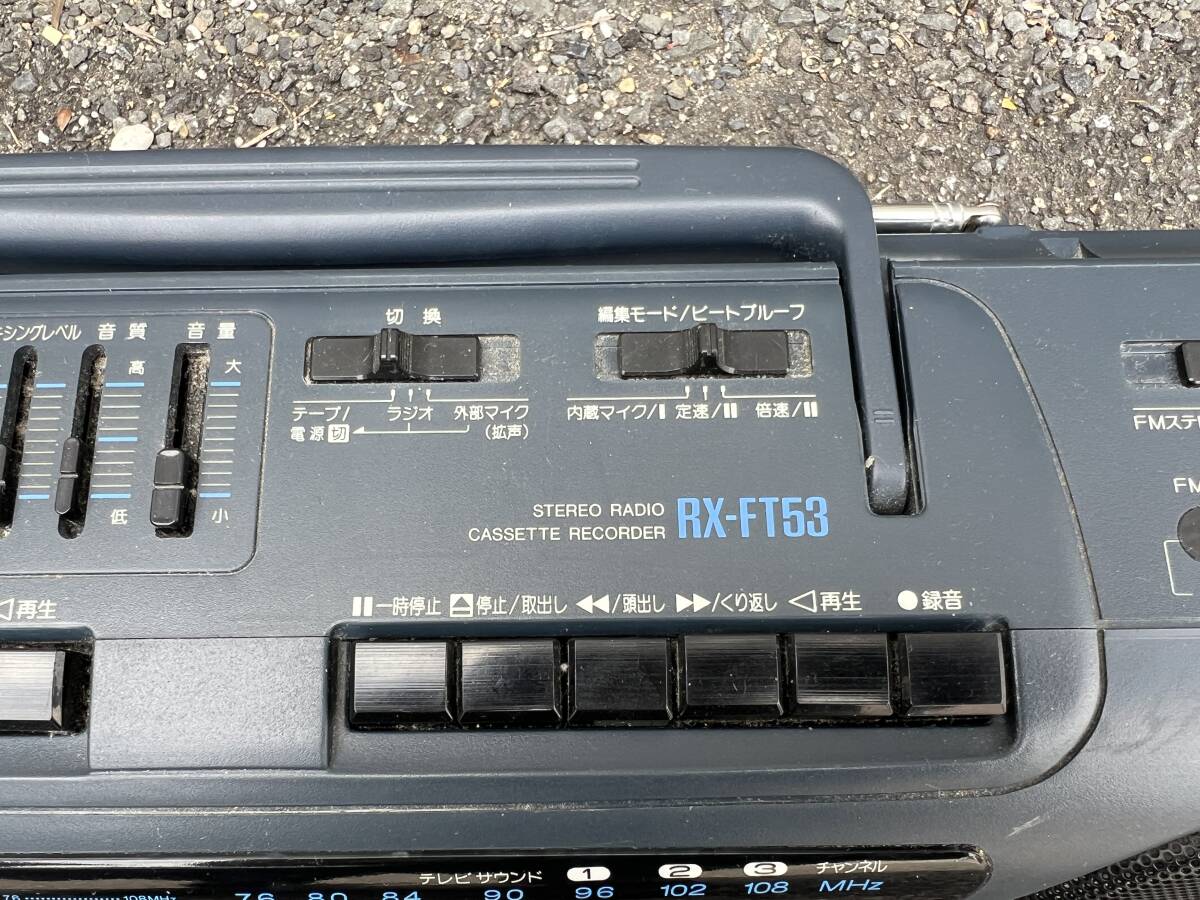 キシングレベル 音質 音量
高 大
低 小
切換
テープ/ ラジオ 外部マイク
電源切 (拡声)
編集モード/ビートプルーフ
内蔵マイク/I 定速/II 倍速/II
STEREO RADIO
CASSETTE RECORDER RX-FT53
FMステレ
FM
◁再生
▮▮一時停止 ⏏停止/取出し ◀◀/頭出し ▶▶/くり返し ◁再生 ●録音
テレビサウンド 1 2 3 チャンネル
76 108MHz 76 80 84 90 96 102 108 MHz